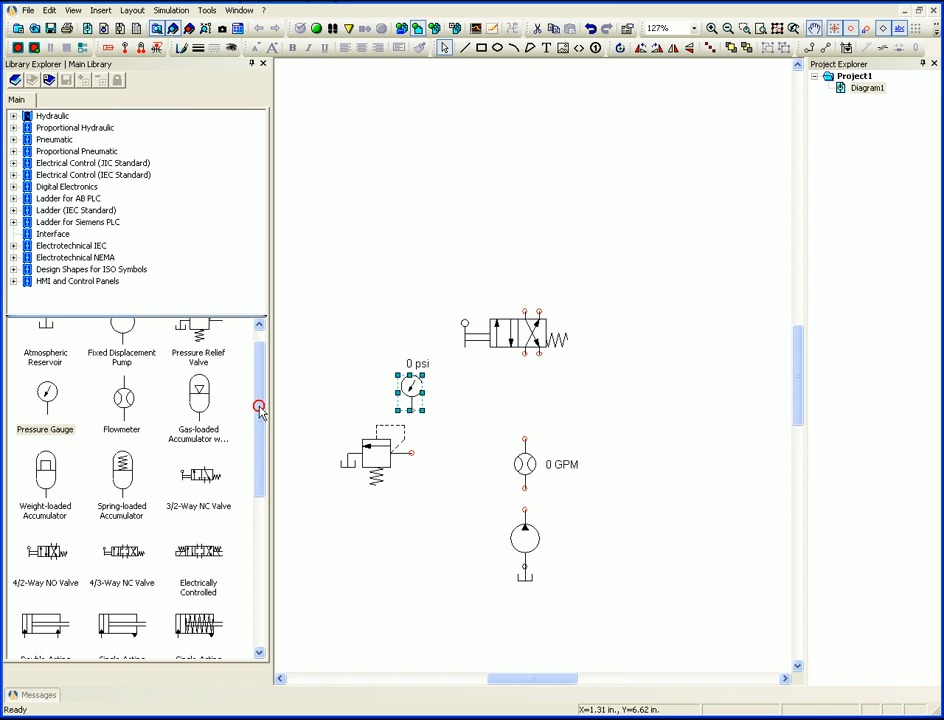 File Edit View Insert Layout Simulation Tools Window ?
127%
Library Explorer | Main Library
Main
Hydraulic
Proportional Hydraulic
Pneumatic
Proportional Pneumatic
Electrical Control (JIC Standard)
Electrical Control (IEC Standard)
Digital Electronics
Ladder for AB PLC
Ladder (IEC Standard)
Ladder for Siemens PLC
Interface
Electrotechnical IEC
Electrotechnical NEMA
Design Shapes for ISO Symbols
HMI and Control Panels
Atmospheric Reservoir
Fixed Displacement Pump
Pressure Relief Valve
Pressure Gauge
Flowmeter
Gas-loaded Accumulator w...
Weight-loaded Accumulator
Spring-loaded Accumulator
3/2-Way NC Valve
4/2-Way NO Valve
4/3-Way NC Valve
Electrically Controlled
0 psi
0 GPM
Project Explorer
Project1
Diagram1
Messages
Ready
X=1.31 in., Y=6.62 in.